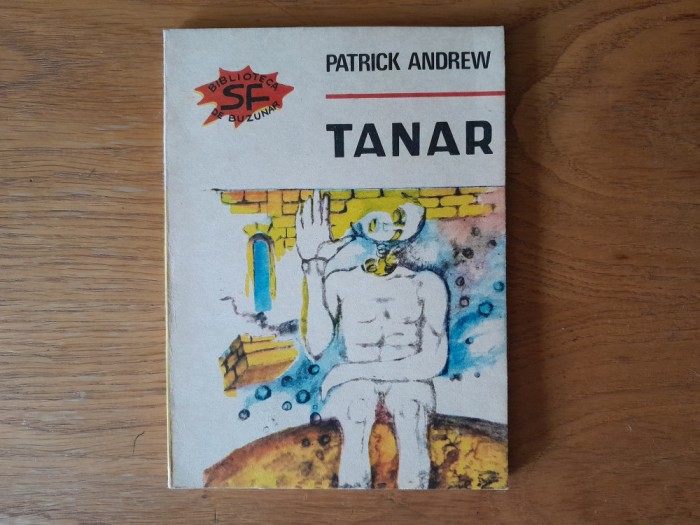 PATRICK ANDREW
BIBLIOTECA
SF
DE BUZUNAR
TANAR